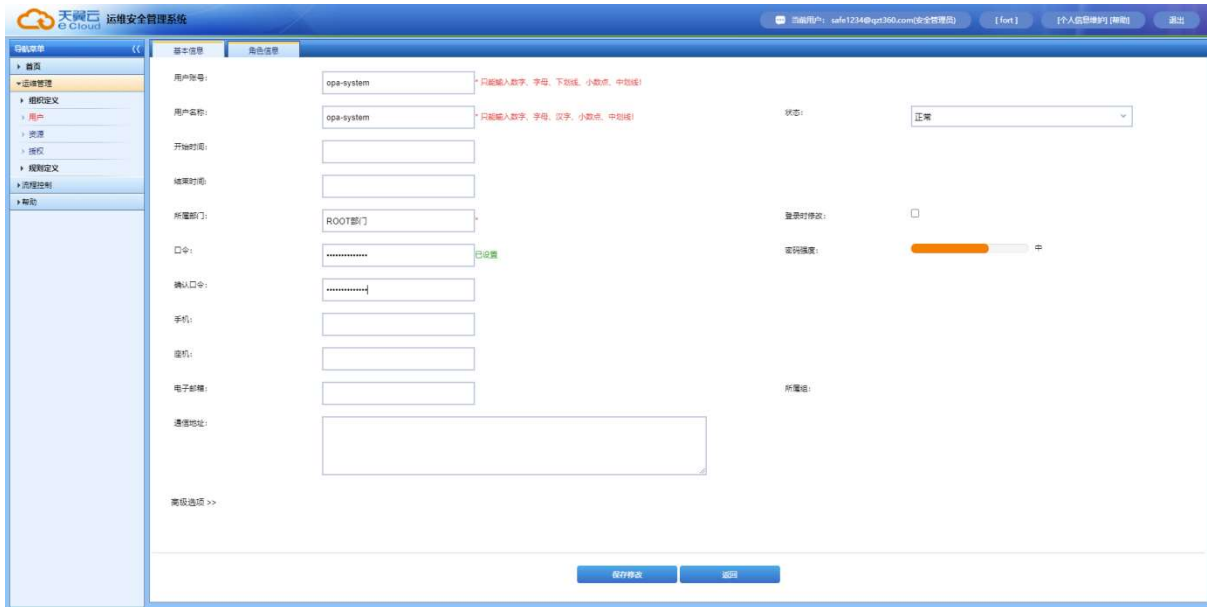 天翼云 e Cloud 运维安全管理系统
当前用户：safe1234@qzt360.com(安全管理员) [fort] [个人信息维护] [帮助] 退出
导航菜单 <<
基本信息 角色信息
首页
运维管理
组织定义
用户
资源
授权
规则定义
流程控制
帮助
用户账号： opa-system * 只能输入数字、字母、下划线、小数点、中划线!
用户名称： opa-system * 只能输入数字、字母、汉字、小数点、中划线! 状态： 正常
开始时间：
结束时间：
所属部门： ROOT部门 * 登录时修改：
口令： •••••••••••••• 已设置 密码强度： 中
确认口令： ••••••••••••••
手机：
座机：
电子邮箱： 所属组：
通信地址：
高级选项 >>
保存修改 返回